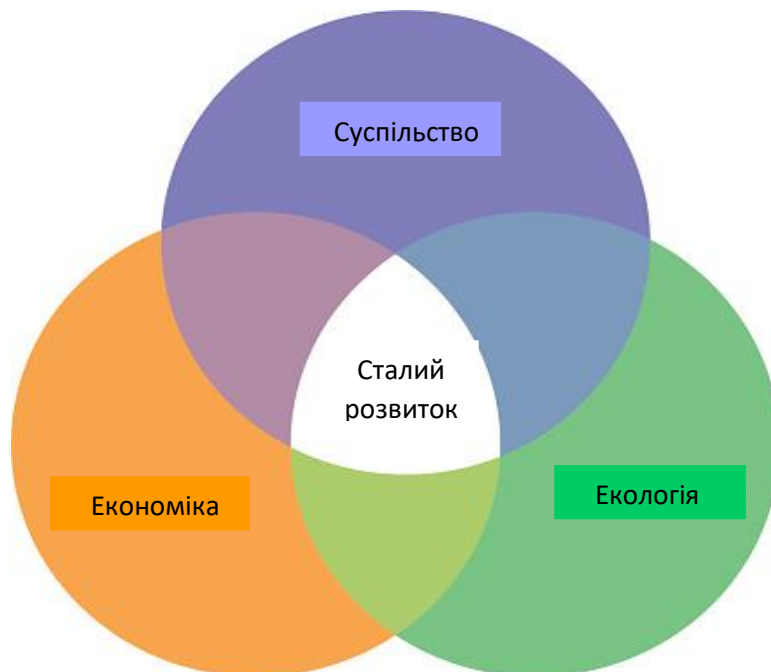 Суспільство
Сталий
розвиток
Економіка
Екологія